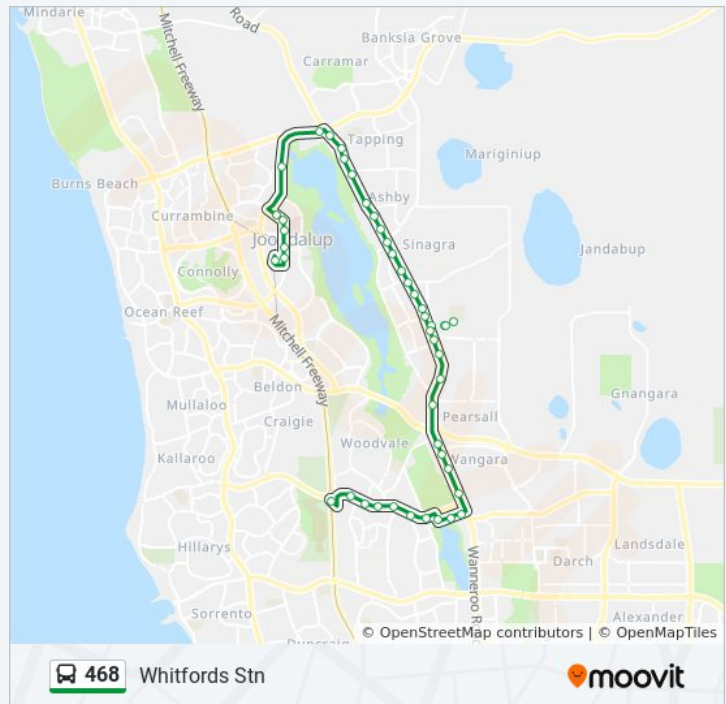 Mindarie
Road
Mitchell Freeway
Banksia Grove
Carramar
Tapping
Mariginiup
Burns Beach
Ashby
Currambine
Joondalup
Sinagra
Jandabup
Connolly
Ocean Reef
Mitchell Freeway
Beldon
Gnangara
Mullaloo
Craigie
Pearsall
Woodvale
Wangara
Kallaroo
Hillarys
Wanneroo R
Landsdale
Darch
Sorrento
Alexander
Duncraig
© OpenStreetMap contributors | © OpenMapTiles
468 Whitfords Stn
moovit